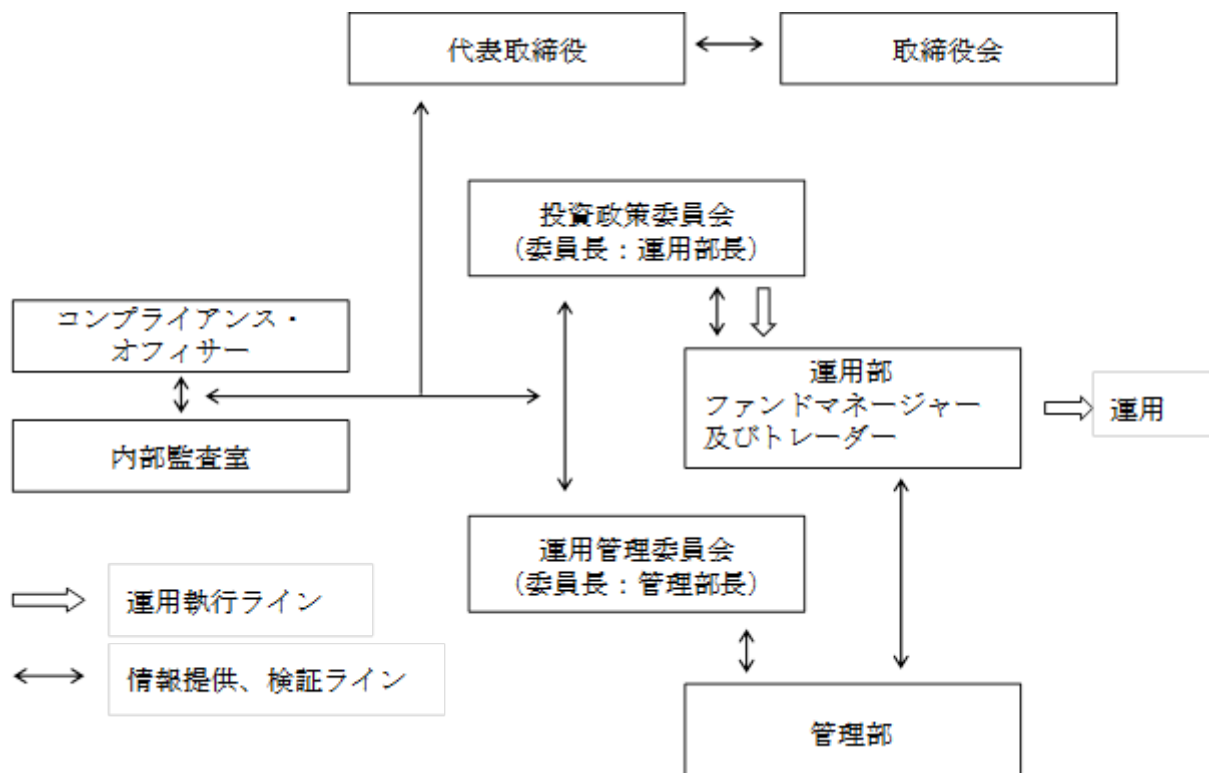 代表取締役
取締役会
投資政策委員会
（委員長：運用部長）
コンプライアンス・
オフィサー
運用部
ファンドマネージャー
及びトレーダー
運用
内部監査室
運用管理委員会
（委員長：管理部長）
運用執行ライン
情報提供、検証ライン
管理部